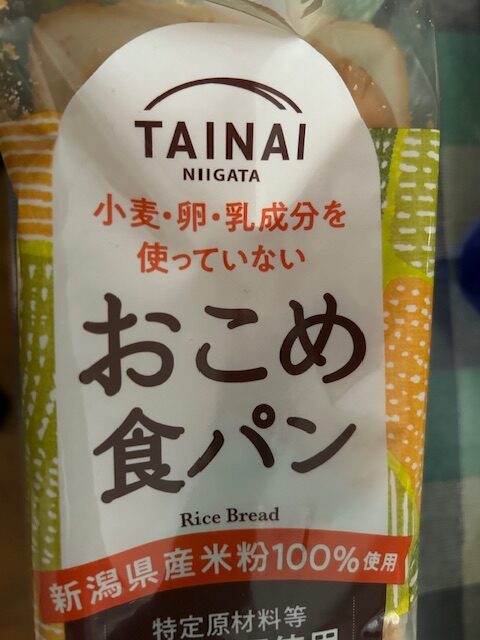 TAINAI
NIIGATA
小麦・卵・乳成分を
使っていない
おこめ
食パン
Rice Bread
新潟県産米粉100%使用
特定原材料等
使用